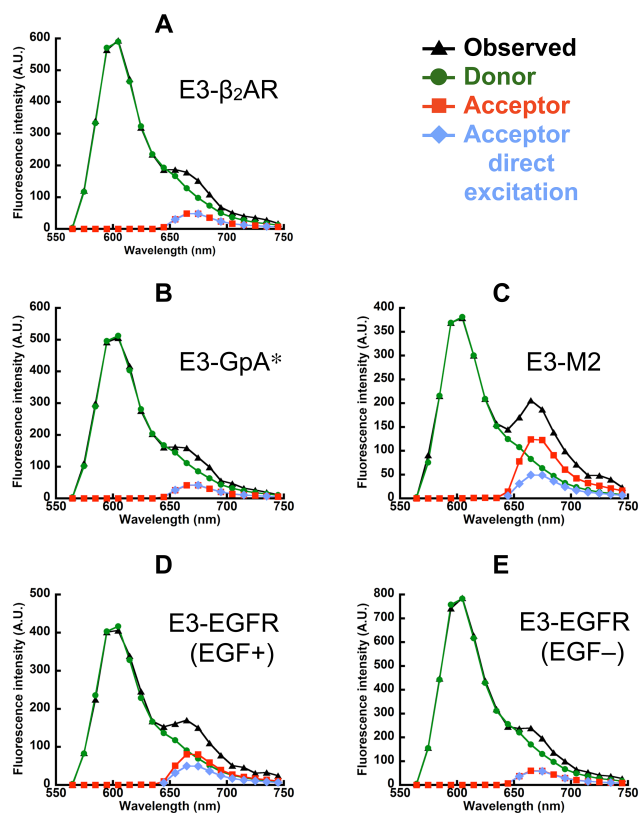 A
E3-β₂AR
Fluorescence intensity (A.U.)
600
500
400
300
200
100
0
550
600
650
700
750
Wavelength (nm)
Observed
Donor
Acceptor
Acceptor
direct
excitation
B
E3-GpA*
Fluorescence intensity (A.U.)
600
500
400
300
200
100
0
550
600
650
700
750
Wavelength (nm)
C
E3-M2
Fluorescence intensity (A.U.)
400
350
300
250
200
150
100
50
0
550
600
650
700
750
Wavelength (nm)
D
E3-EGFR
(EGF+)
Fluorescence intensity (A.U.)
500
400
300
200
100
0
550
600
650
700
750
Wavelength (nm)
E
E3-EGFR
(EGF−)
Fluorescence intensity (A.U.)
800
700
600
500
400
300
200
100
0
550
600
650
700
750
Wavelength (nm)